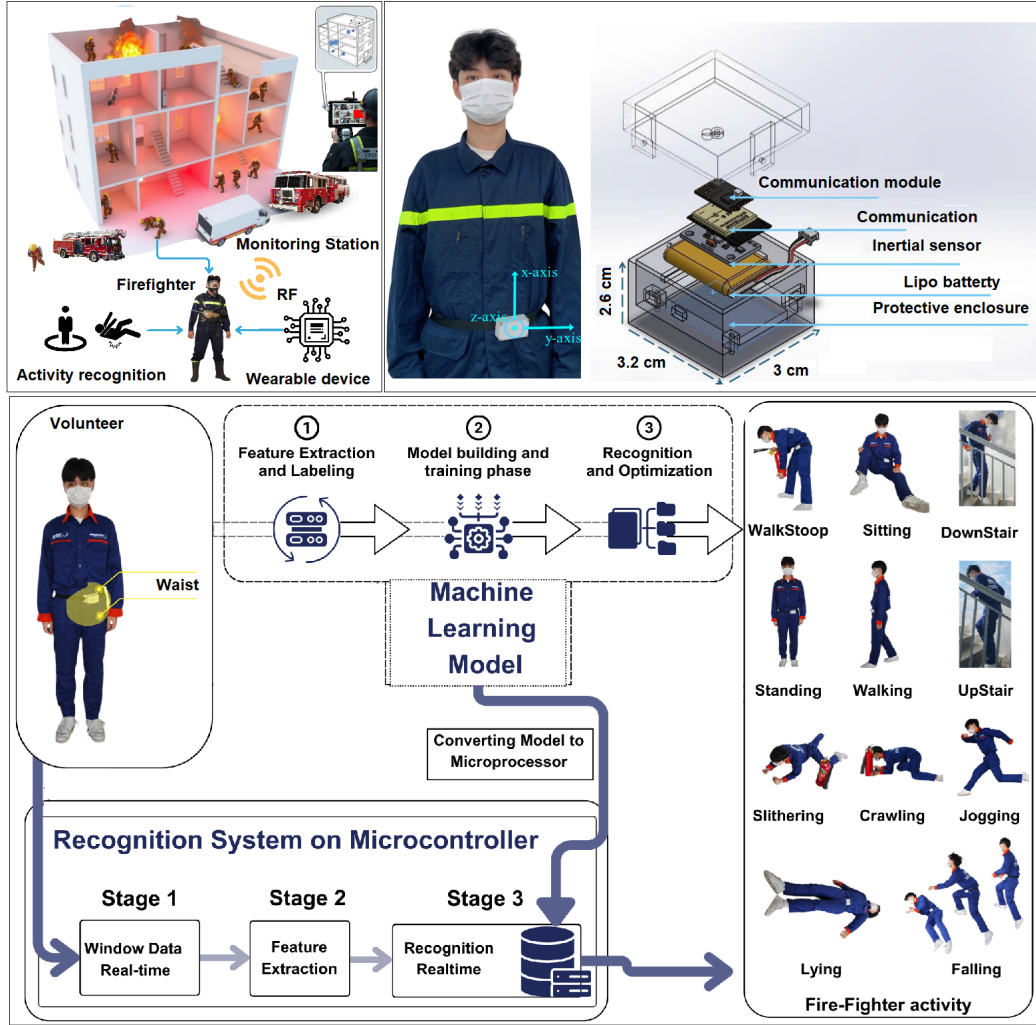 Monitoring Station
Firefighter
RF
Activity recognition
Wearable device
x-axis
z-axis
y-axis
Communication module
Communication
Inertial sensor
Lipo battery
Protective enclosure
2.6 cm
3.2 cm
3 cm
Volunteer
Waist
1
Feature Extraction
and Labeling
2
Model building and
training phase
3
Recognition
and Optimization
Machine
Learning
Model
Converting Model to
Microprocessor
Recognition System on Microcontroller
Stage 1
Window Data
Real-time
Stage 2
Feature
Extraction
Stage 3
Recognition
Realtime
WalkStoop
Sitting
DownStair
Standing
Walking
UpStair
Slithering
Crawling
Jogging
Lying
Falling
Fire-Fighter activity